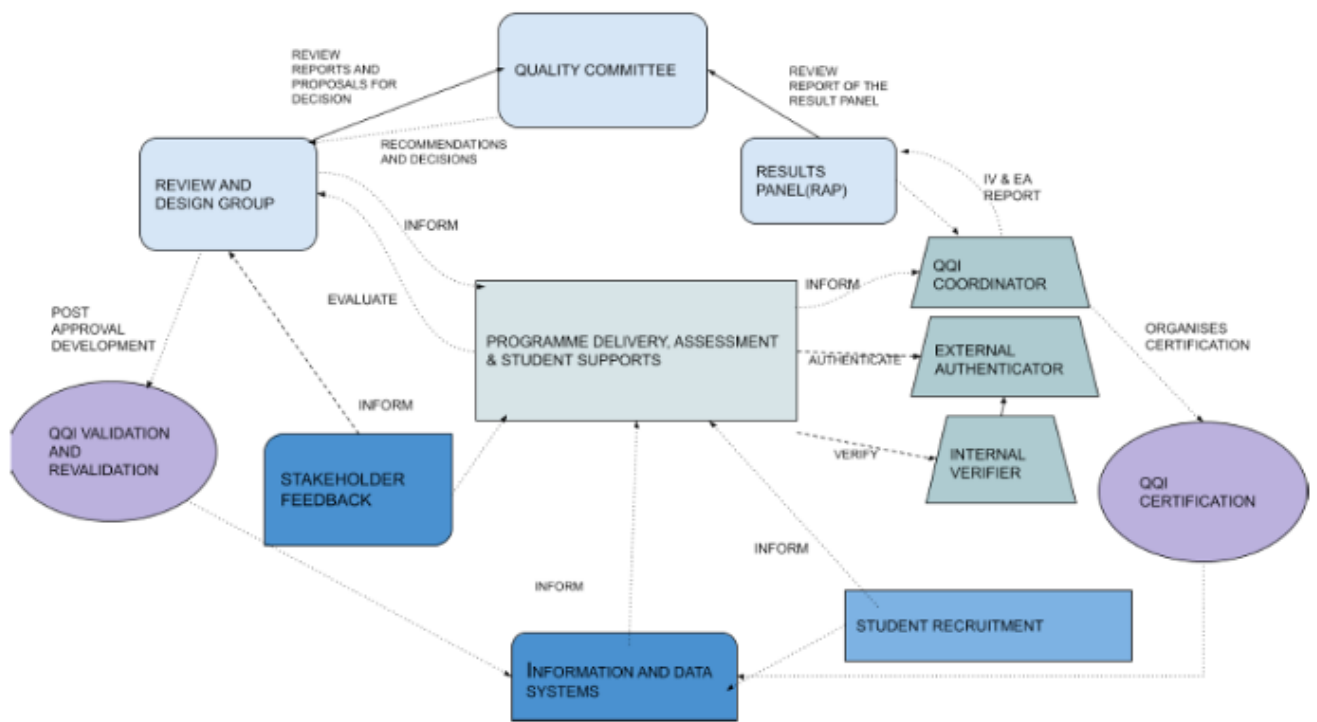 REVIEW
REPORTS AND
PROPOSALS FOR
DECISION
QUALITY COMMITTEE
REVIEW
REPORT OF THE
RESULT PANEL
RECOMMENDATIONS
AND DECISIONS
REVIEW AND
DESIGN GROUP
RESULTS
PANEL(RAP)
IV & EA
REPORT
INFORM
EVALUATE
INFORM
QQI
COORDINATOR
POST
APPROVAL
DEVELOPMENT
PROGRAMME DELIVERY, ASSESSMENT
& STUDENT SUPPORTS
AUTHENTICATE
EXTERNAL
AUTHENTICATOR
ORGANISES
CERTIFICATION
INFORM
QQI VALIDATION
AND
REVALIDATION
STAKEHOLDER
FEEDBACK
VERIFY
INTERNAL
VERIFIER
QQI
CERTIFICATION
INFORM
INFORM
STUDENT RECRUITMENT
INFORMATION AND DATA
SYSTEMS